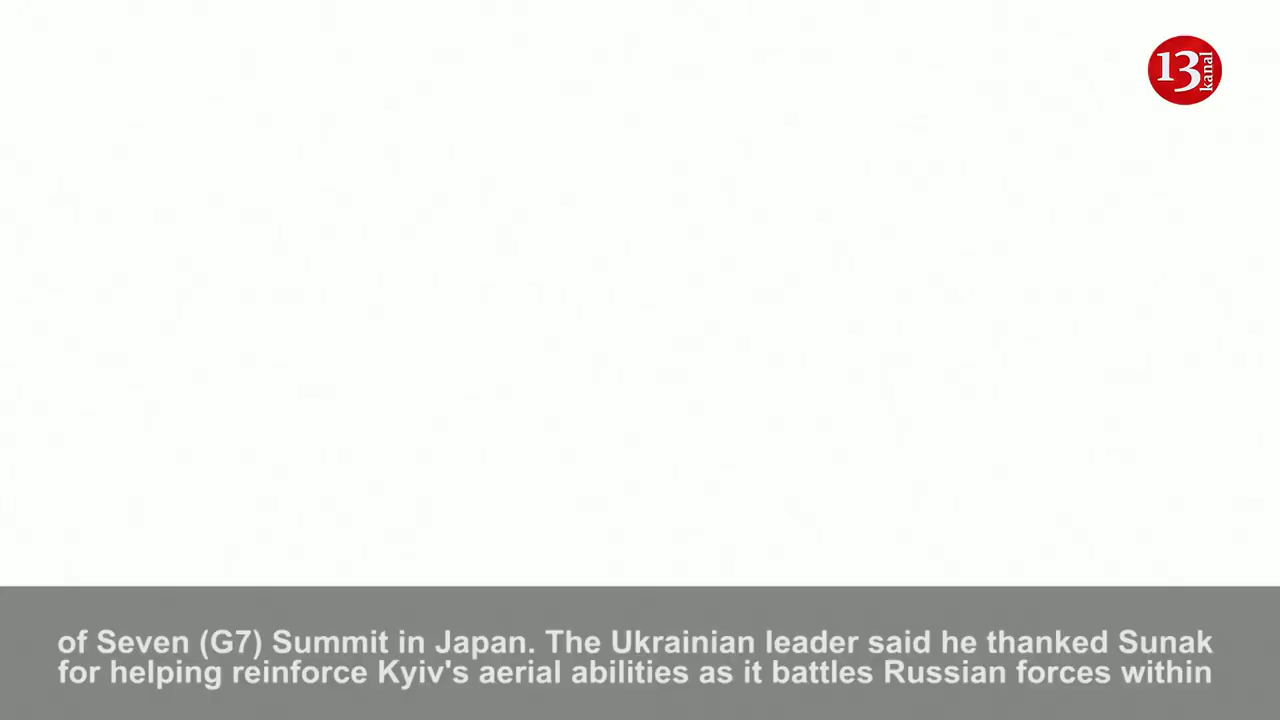 13 kanal
of Seven (G7) Summit in Japan. The Ukrainian leader said he thanked Sunak
for helping reinforce Kyiv's aerial abilities as it battles Russian forces within